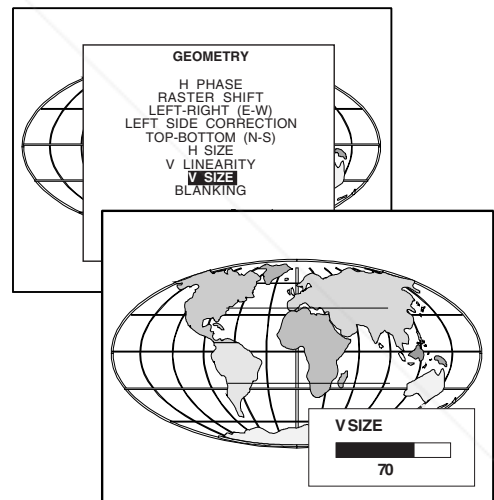 GEOMETRY
H PHASE
RASTER SHIFT
LEFT-RIGHT (E-W)
LEFT SIDE CORRECTION
TOP-BOTTOM (N-S)
H SIZE
V LINEARITY
V SIZE
BLANKING
V SIZE
70